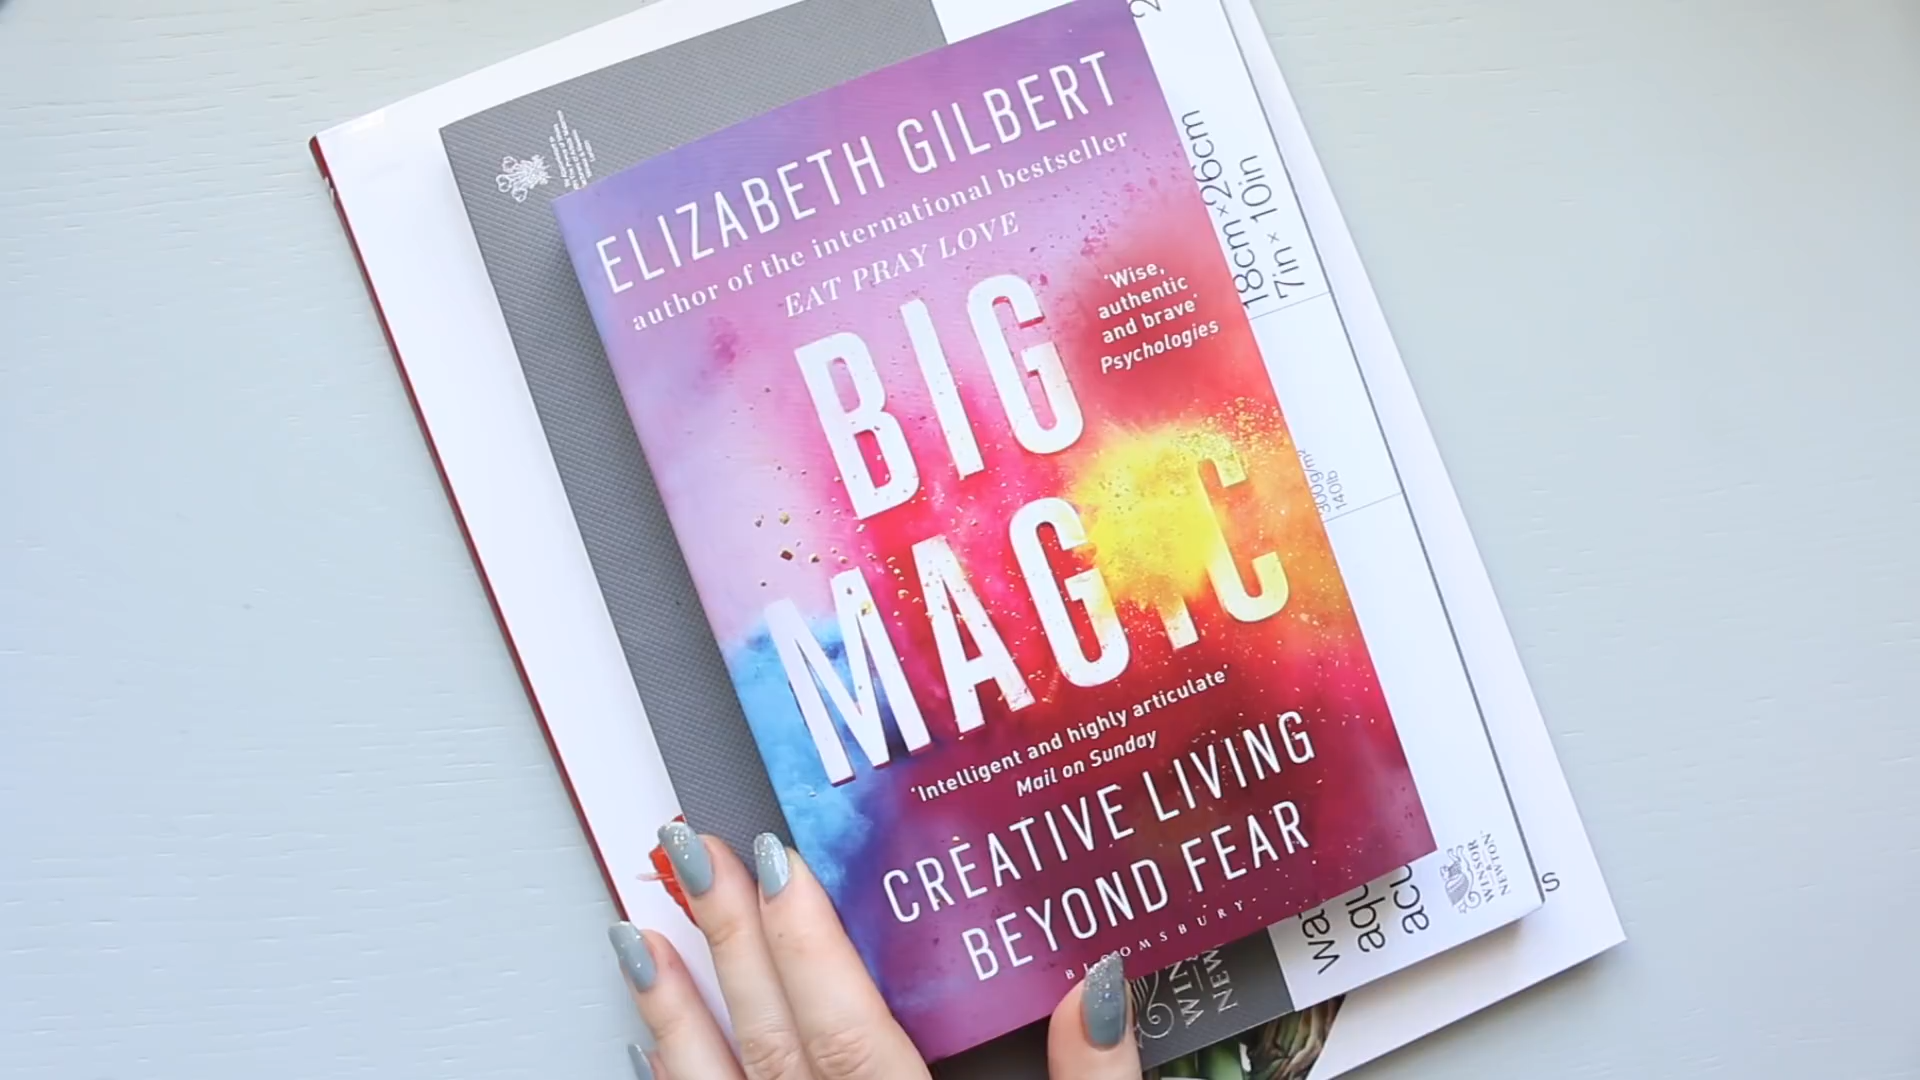 ELIZABETH GILBERT
author of the international bestseller
EAT PRAY LOVE
BIG
MAGIC
'Wise,
authentic
and brave'
Psychologies
'Intelligent and highly articulate'
Mail on Sunday
CREATIVE LIVING
BEYOND FEAR
BLOOMSBURY
18cm × 26cm
7in × 10in
300g/m²
140lb
WINSOR
NEWTON